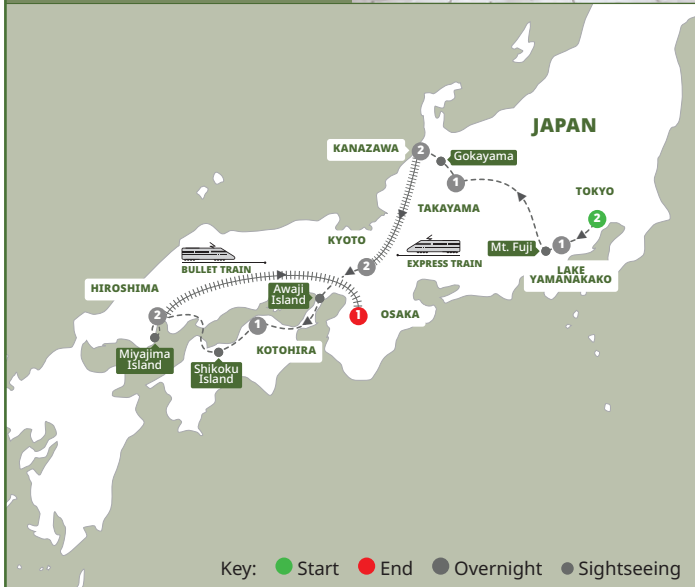 JAPAN
KANAZAWA
2
Gokayama
1
TAKAYAMA
TOKYO
2
KYOTO
Mt. Fuji
1
LAKE
YAMANAKAKO
2
EXPRESS TRAIN
BULLET TRAIN
HIROSHIMA
Awaji
Island
2
1
1
OSAKA
KOTOHIRA
Miyajima
Island
Shikoku
Island
Key: Start End Overnight Sightseeing